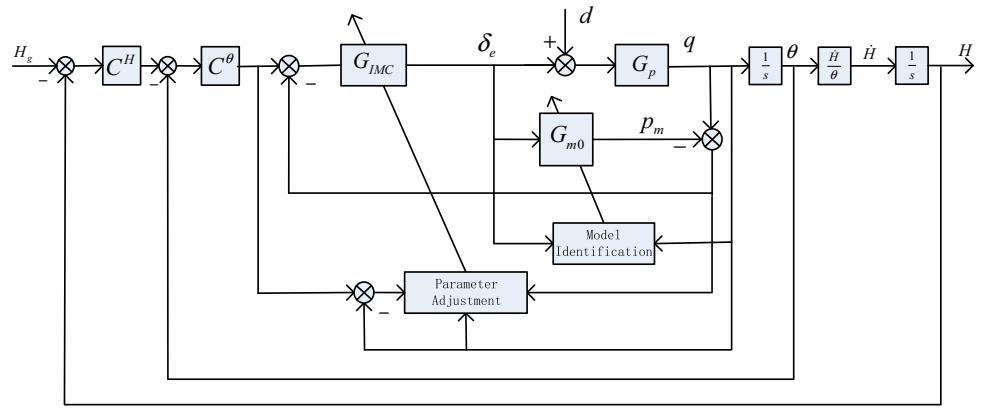 d
H_g
−
C^H
−
C^θ
−
G_IMC
δ_e
+
G_p
q
1/s
θ
Ḣ/θ
Ḣ
1/s
H
G_m0
p_m
−
Model
Identification
Parameter
Adjustment
−